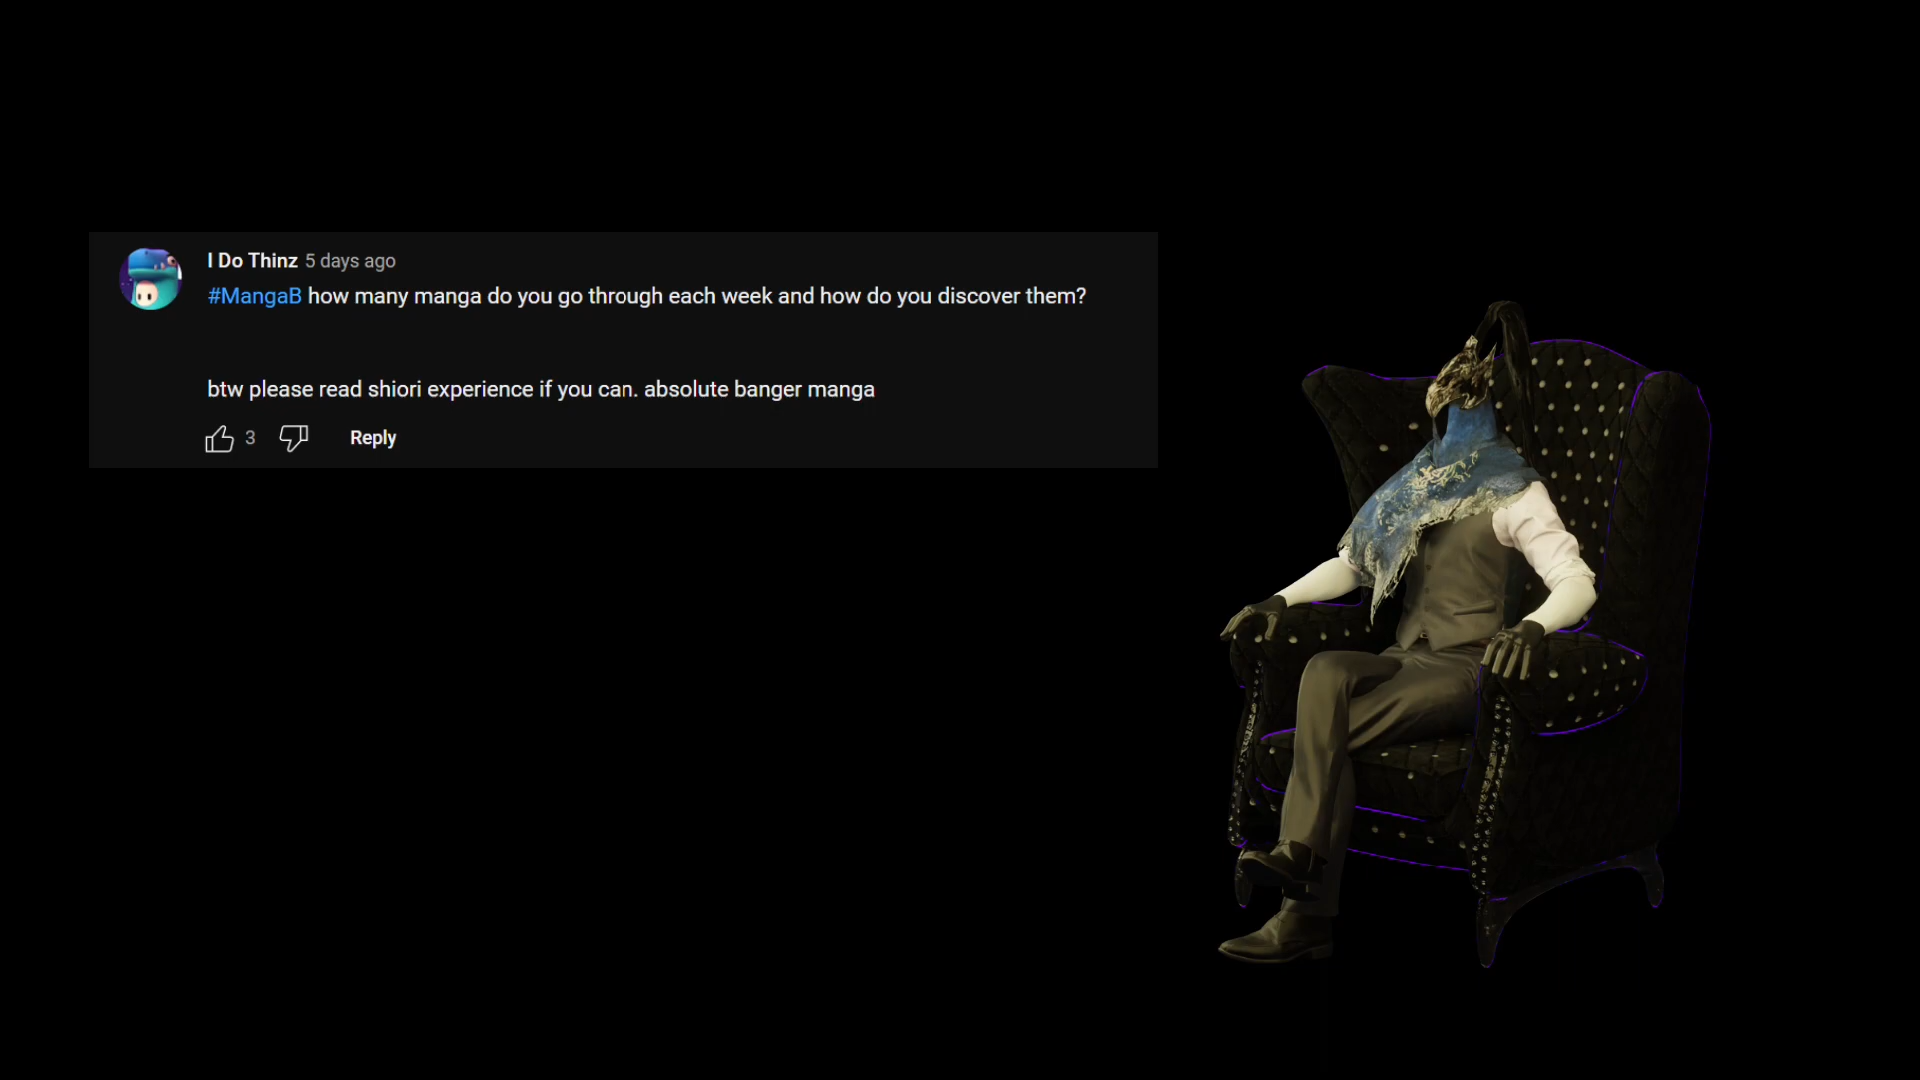 I Do Thinz 5 days ago
#MangaB how many manga do you go through each week and how do you discover them?
btw please read shiori experience if you can. absolute banger manga
3 Reply